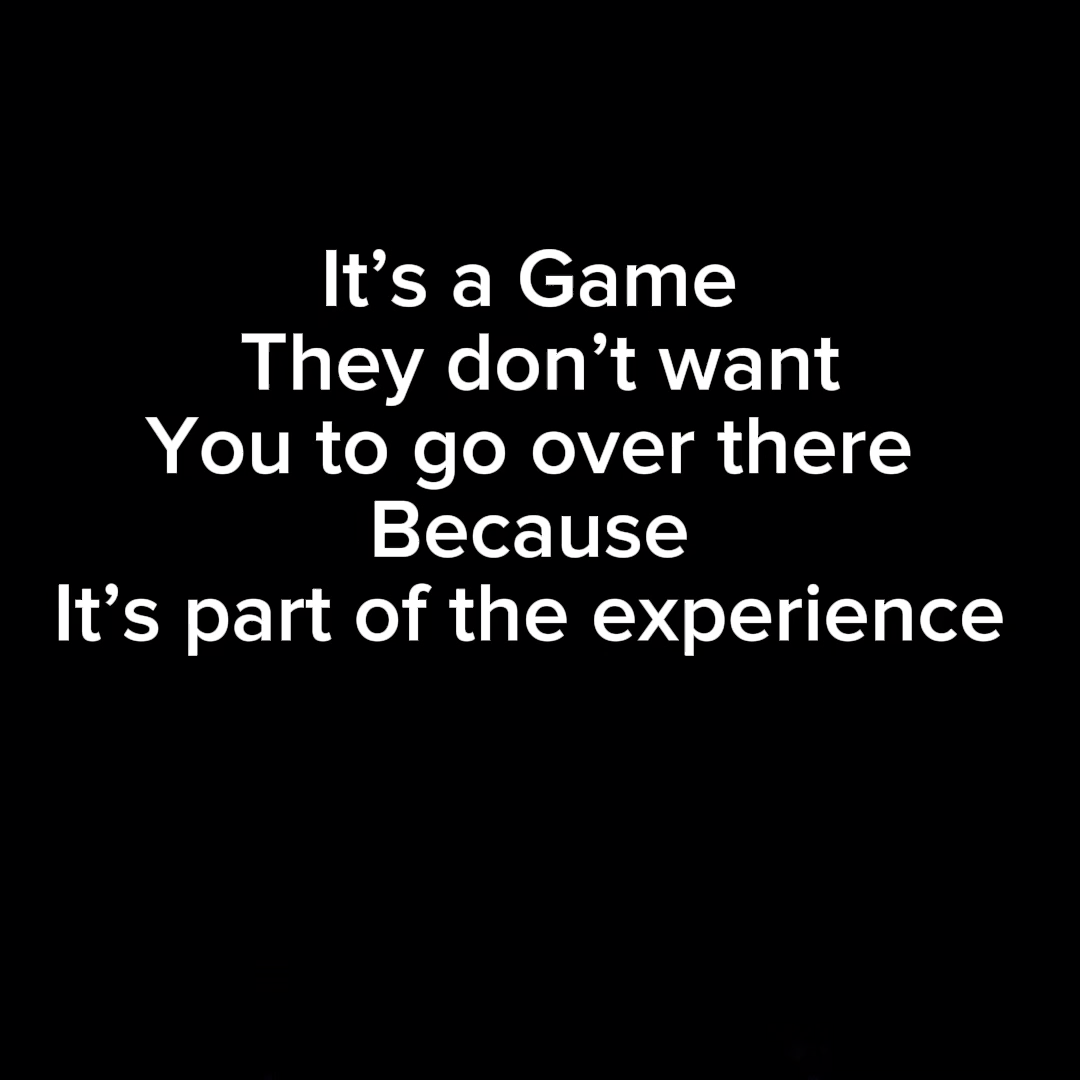 It’s a Game
They don’t want
You to go over there
Because
It’s part of the experience